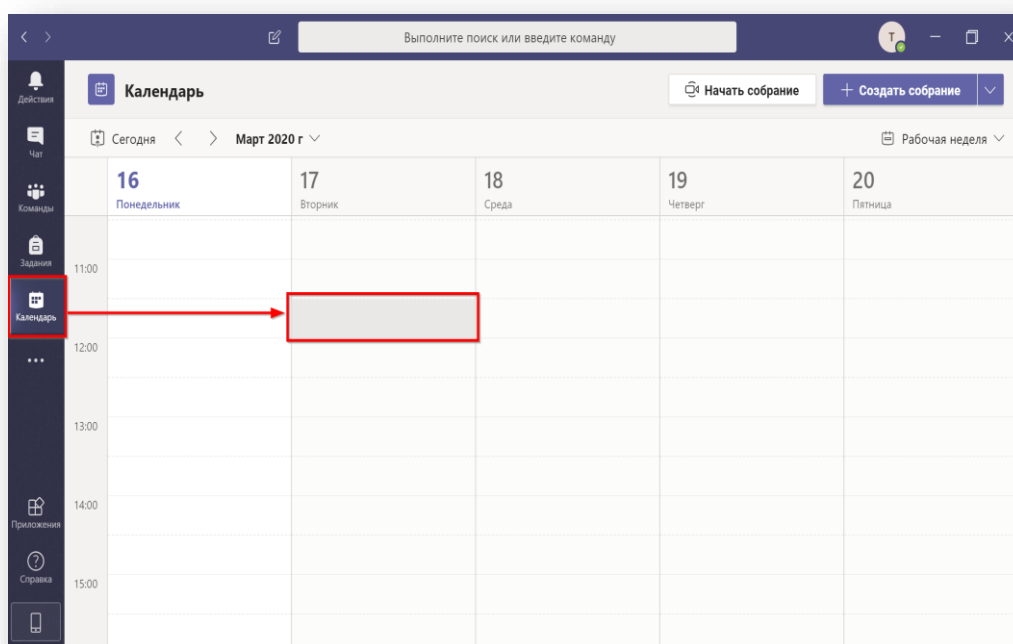 Выполните поиск или введите команду
T
Действия
Чат
Команды
Задания
Календарь
Приложения
Справка
Календарь
Начать собрание
Создать собрание
Сегодня
Март 2020 г
Рабочая неделя
16
Понедельник
17
Вторник
18
Среда
19
Четверг
20
Пятница
11:00
12:00
13:00
14:00
15:00